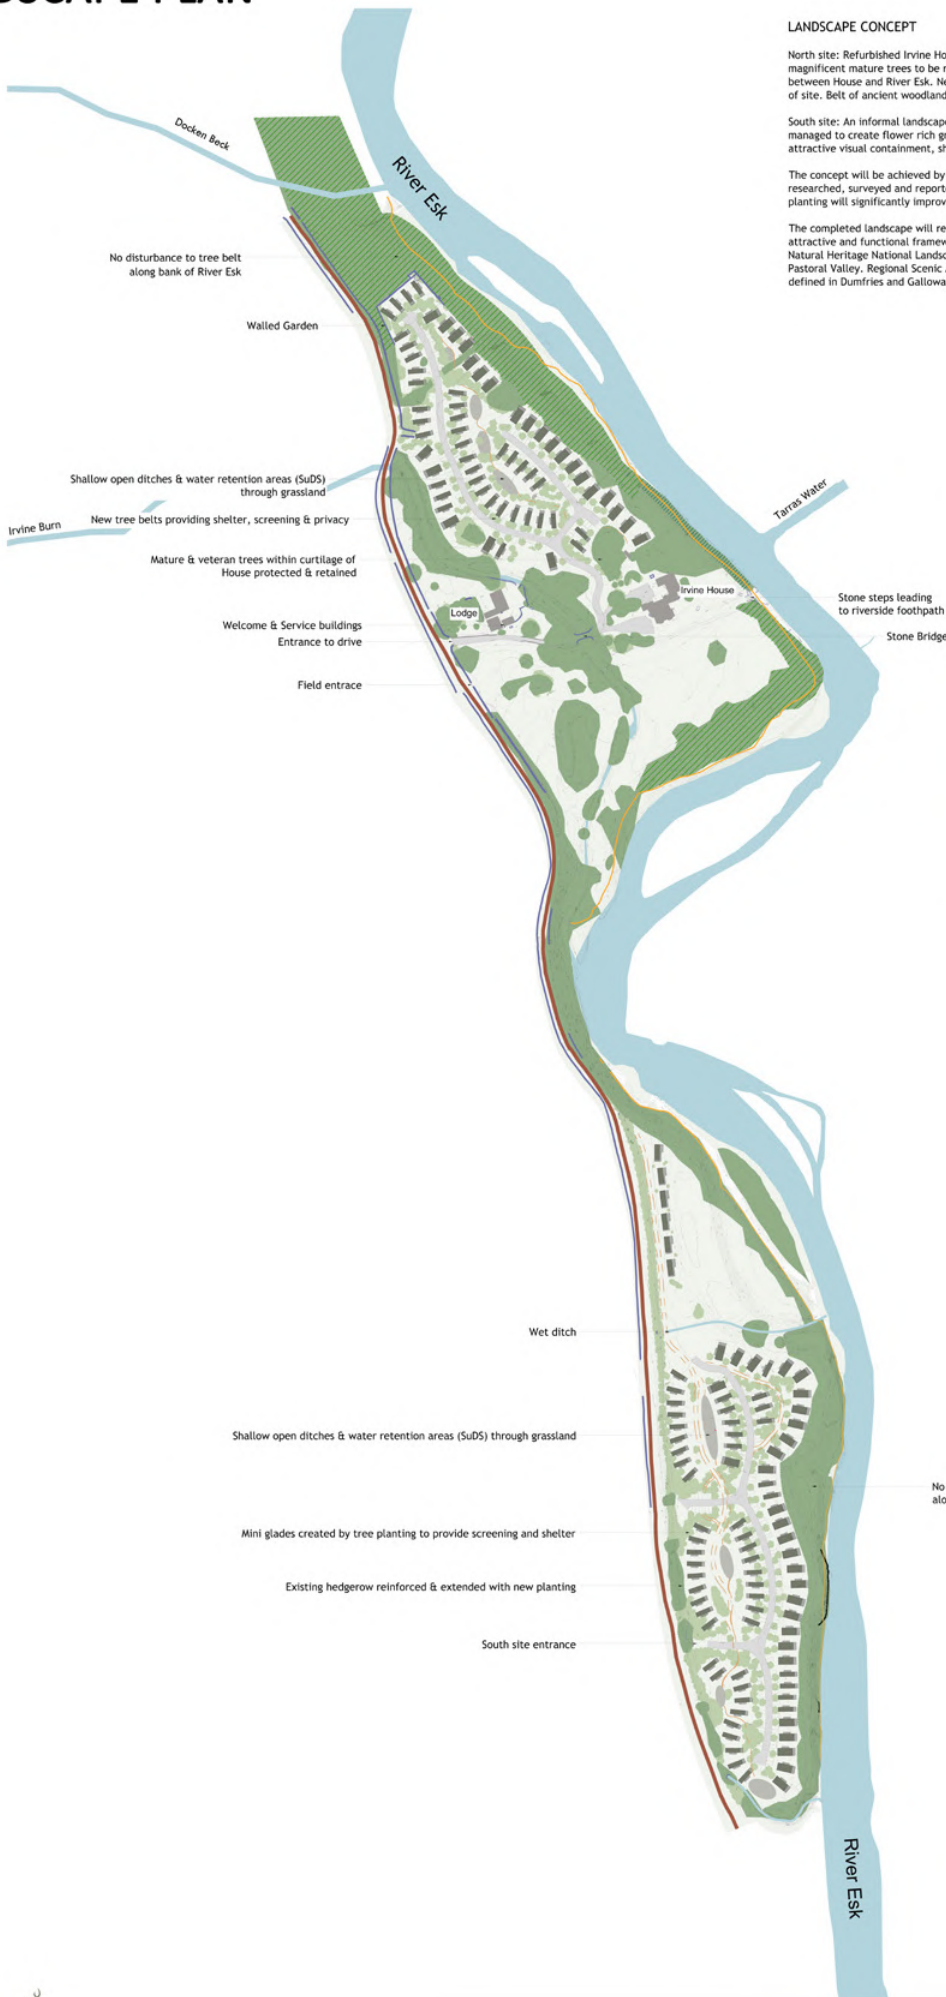 LANDSCAPE CONCEPT
North site: Refurbished Irvine
magnificent mature trees to be
between House and River Esk.
of site. Belt of ancient woodland
South site: An informal
managed to create flower rich
attractive visual containment,
The concept will be achieved by
researched, surveyed and
planting will significantly
The completed landscape will
attractive and functional
Natural Heritage National
Pastoral Valley. Regional Scenic
defined in Dumfries and
Docken Beck
River Esk
No disturbance to tree belt
along bank of River Esk
Walled Garden
Shallow open ditches & water retention areas (SuDS)
through grassland
Irvine Burn
New tree belts providing shelter, screening & privacy
Tarras Water
Mature & veteran trees within curtilage of
House protected & retained
Irvine House
Stone steps leading
to riverside footpath
Lodge
Welcome & Service buildings
Stone Bridge
Entrance to drive
Field entrace
Wet ditch
Shallow open ditches & water retention areas (SuDS) through grassland
No
Mini glades created by tree planting to provide screening and shelter
Existing hedgerow reinforced & extended with new planting
South site entrance
River Esk